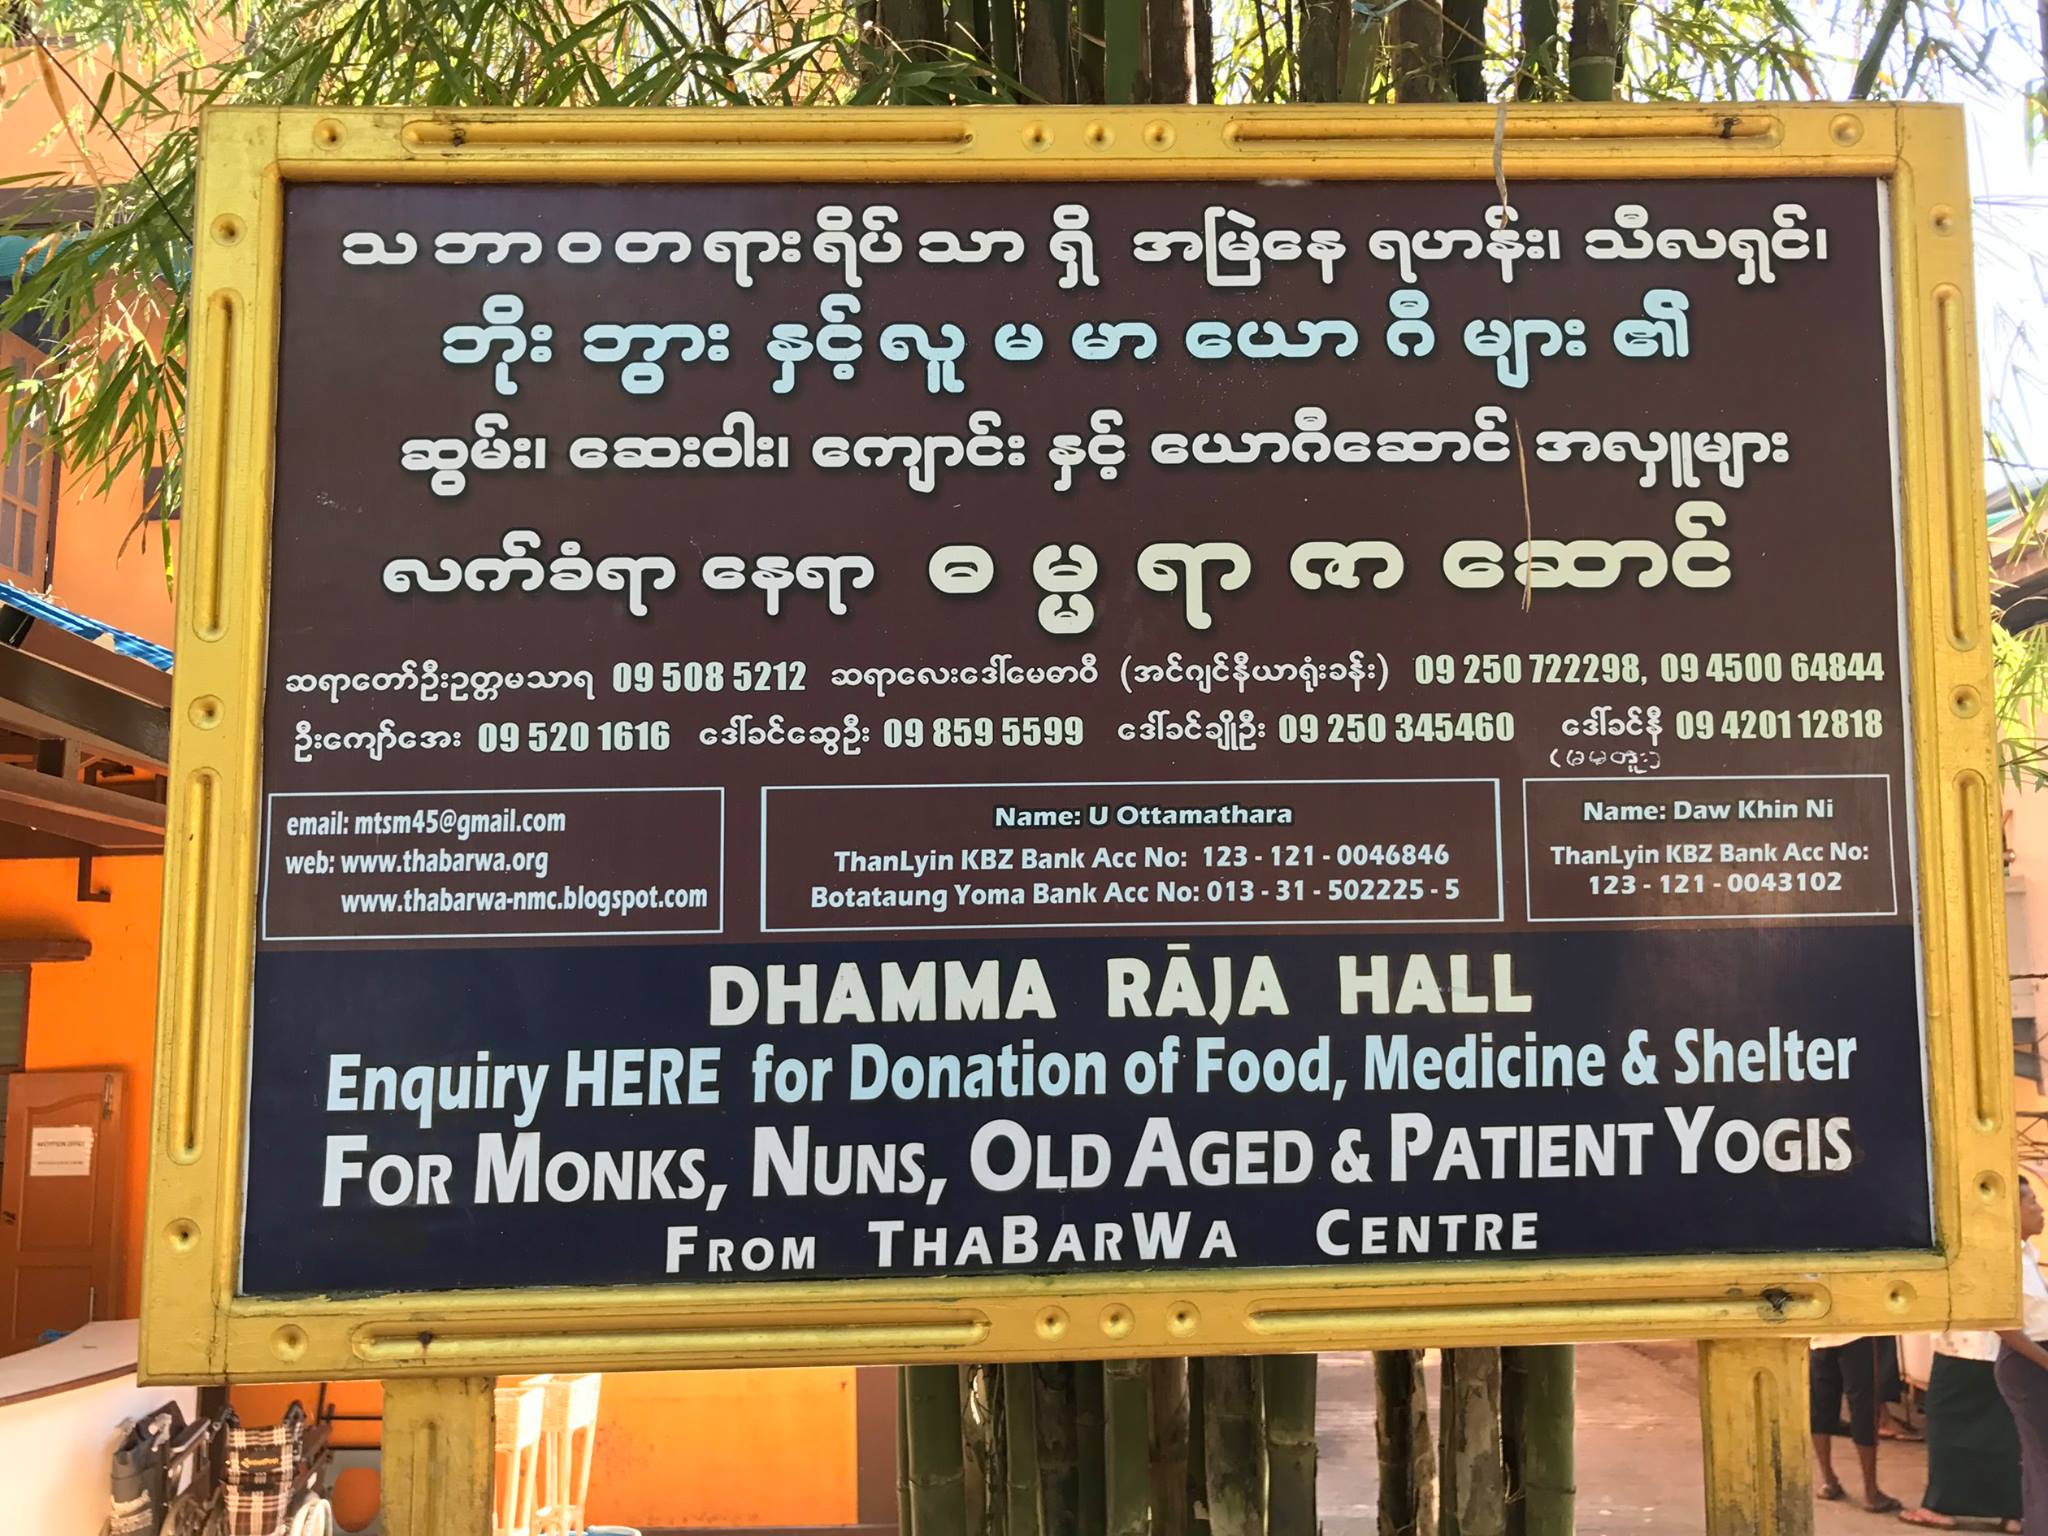 သဘာဝတရားရိပ်သာ ရှိ အမြဲနေ ရဟန်း၊ သီလရှင်၊
ဘိုးဘွား နှင့် လူမမာ ယောဂီ များ ၏
ဆွမ်း၊ ဆေးဝါး၊ ကျောင်း နှင့် ယောဂီဆောင် အလှူများ
လက်ခံရာ နေရာ ဓမ္မရာဇာဆောင်
ဆရာတော်ဦးဥတ္တမသာရ 09 508 5212 ဆရာလေးဒေါ်မေဓာဝီ (အင်ဂျင်နီယာရုံးခန်း) 09 250 722298, 09 4500 64844
ဦးကျော်အေး 09 520 1616 ဒေါ်ခင်ဆွေဦး 09 859 5599 ဒေါ်ခင်ချိုဦး 09 250 345460 ဒေါ်ခင်နီ 09 4201 12818
email: mtsm45@gmail.com
web: www.thabarwa.org
www.thabarwa-nmc.blogspot.com
Name: U Ottamathara
ThanLyin KBZ Bank Acc No: 123 - 121 - 0046846
Botataung Yoma Bank Acc No: 013 - 31 - 502225 - 5
Name: Daw Khin Ni
ThanLyin KBZ Bank Acc No:
123 - 121 - 0043102
DHAMMA RĀJA HALL
Enquiry HERE for Donation of Food, Medicine & Shelter
FOR MONKS, NUNS, OLD AGED & PATIENT YOGIS
FROM THABARWA CENTRE